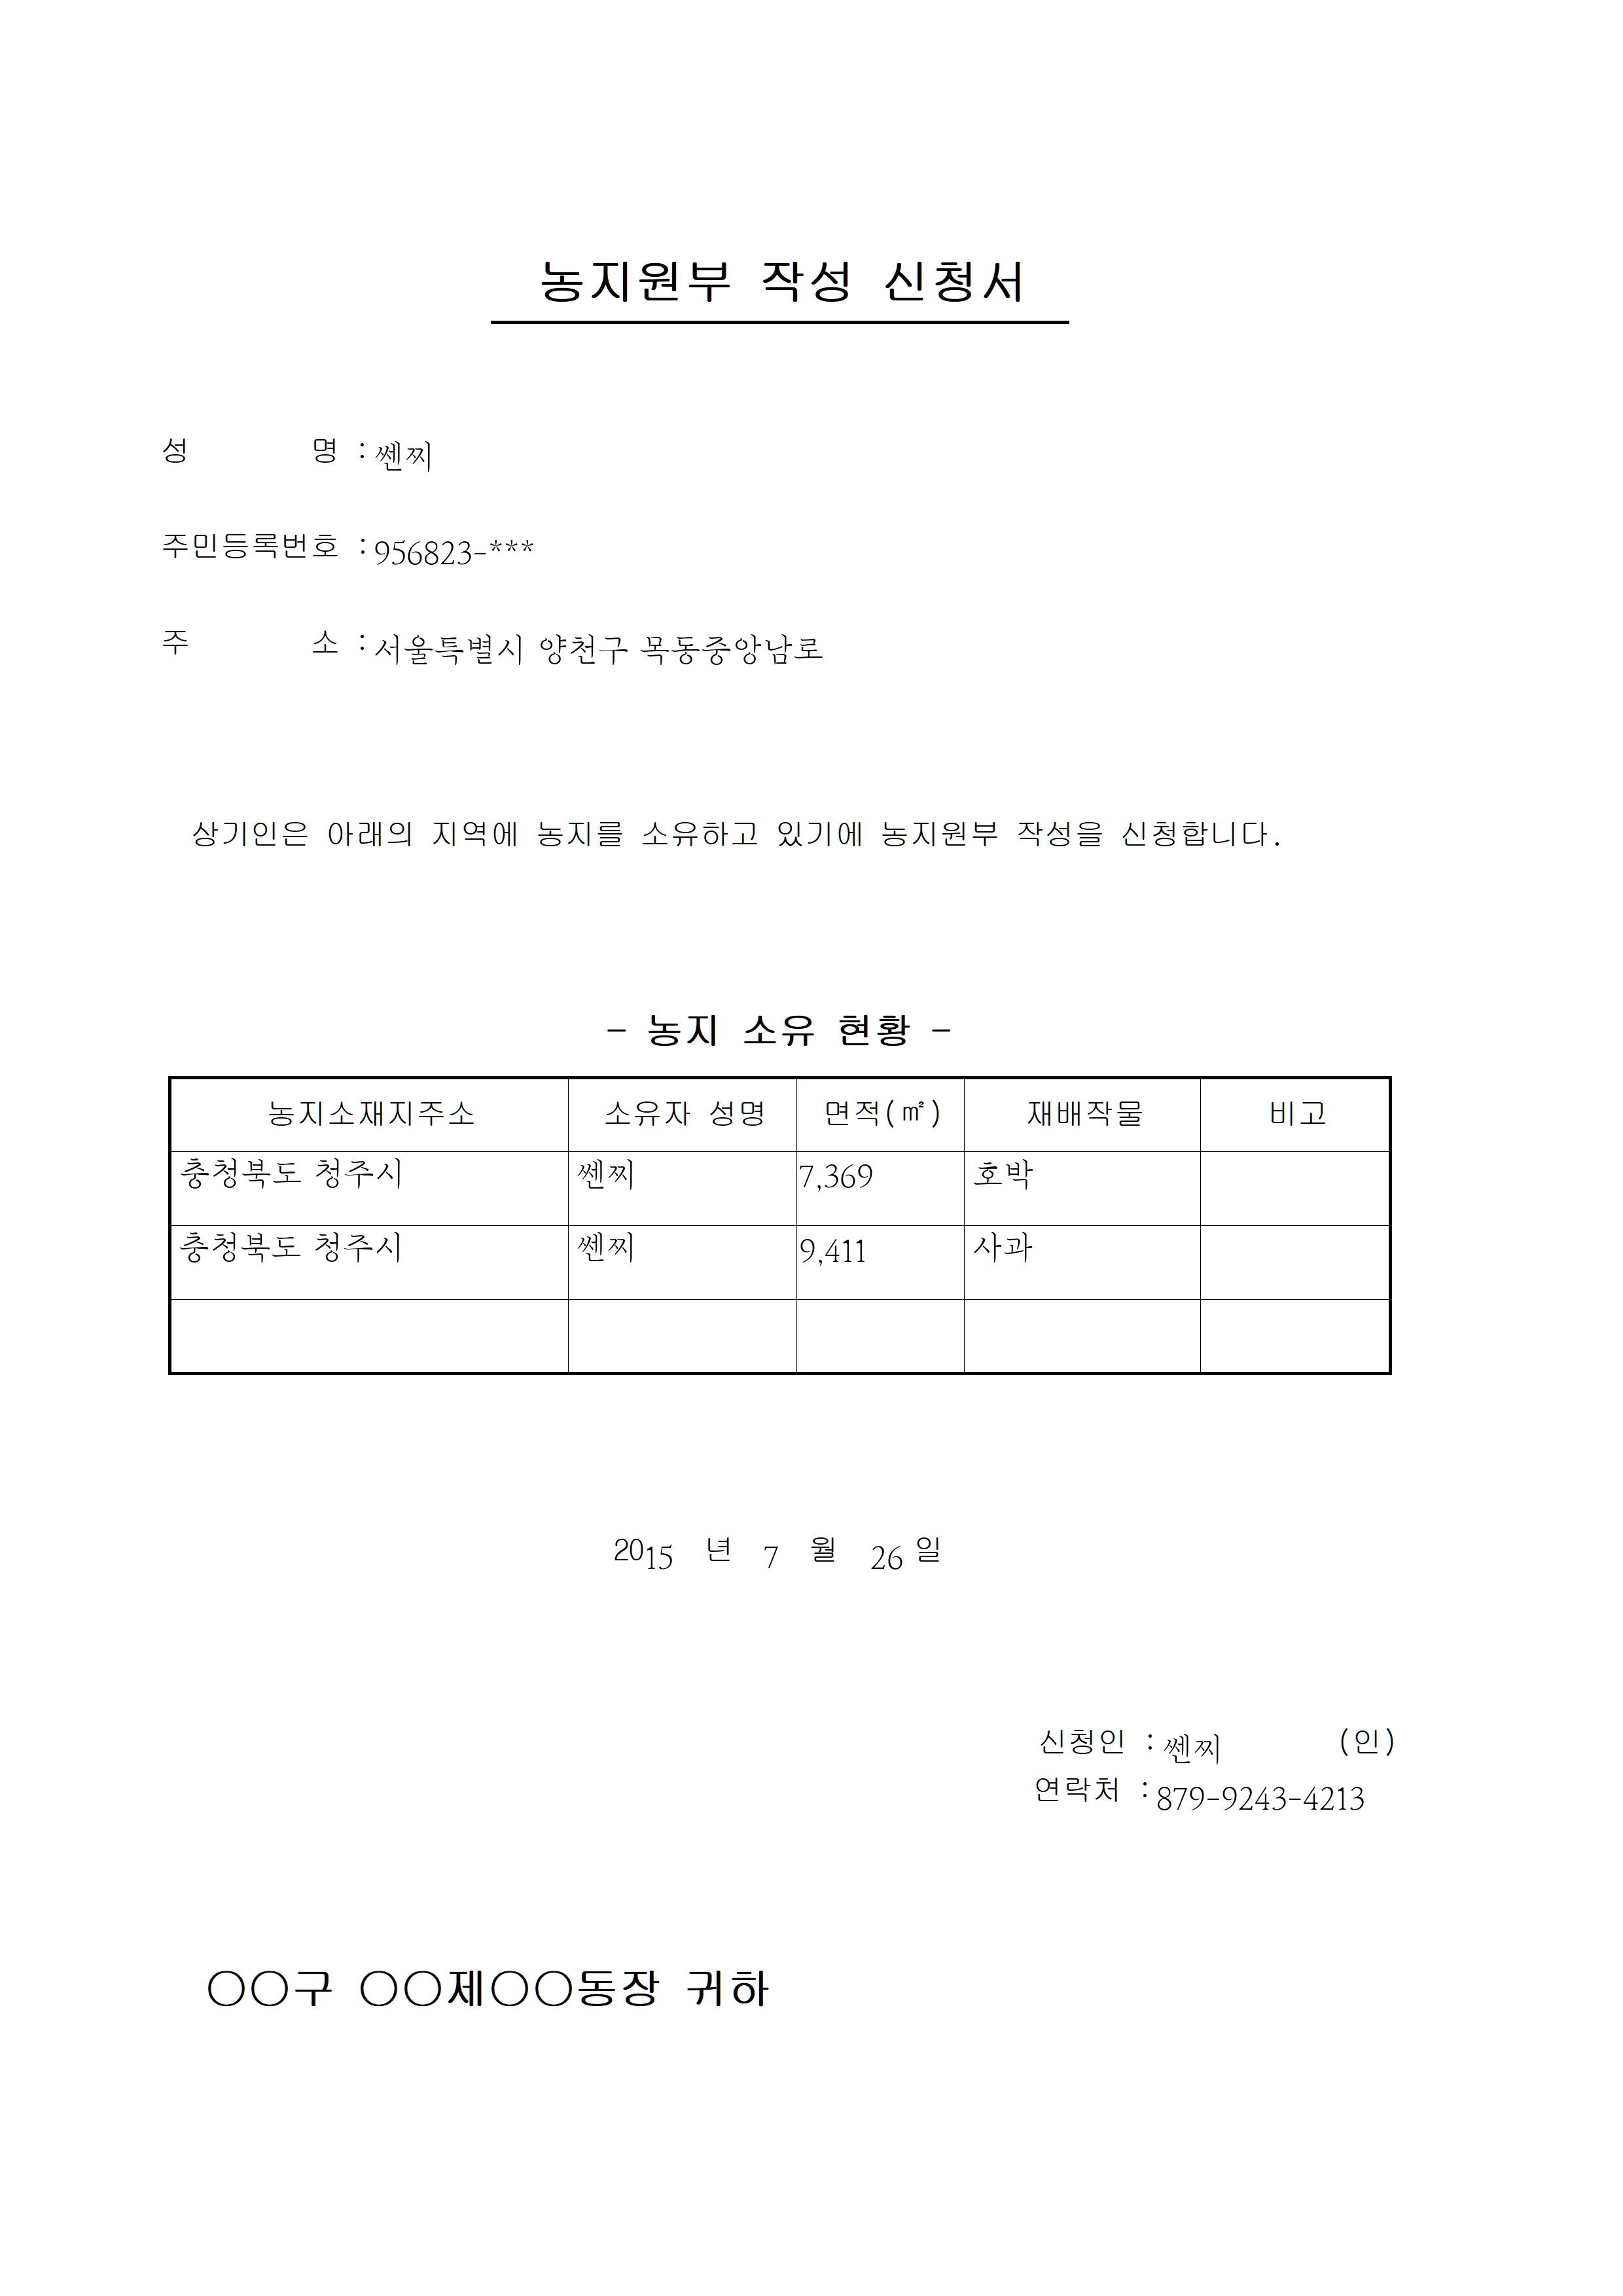 농지원부 작성 신청서
성 명 : 쎈찌
주민등록번호 : 956823-***
주 소 : 서울특별시 양천구 목동중앙남로
상기인은 아래의 지역에 농지를 소유하고 있기에 농지원부 작성을 신청합니다.
- 농지 소유 현황 -
농지소재지주소 소유자 성명 면적(㎡) 재배작물 비고
충청북도 청주시 쎈찌 7,369 호박
충청북도 청주시 쎈찌 9,411 사과
2015 년 7 월 26 일
신청인 : 쎈찌 (인)
연락처 : 879-9243-4213
○○구 ○○제○○동장 귀하